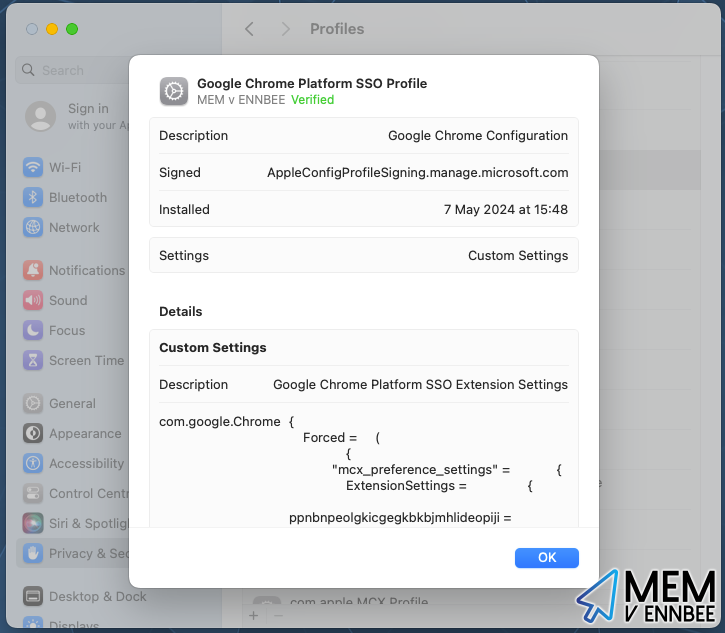 Profiles
Search
Sign in
with your Ap
Wi-Fi
Bluetooth
Network
Notifications
Sound
Focus
Screen Time
General
Appearance
Accessibility
Control Cent
Siri & Spotligh
Privacy & Sec
Desktop & Dock
Displays
Google Chrome Platform SSO Profile
MEM v ENNBEE Verified
Description Google Chrome Configuration
Signed AppleConfigProfileSigning.manage.microsoft.com
Installed 7 May 2024 at 15:48
Settings Custom Settings
Details
Custom Settings
Description Google Chrome Platform SSO Extension Settings
com.google.Chrome {
Forced = (
{
"mcx_preference_settings" = {
ExtensionSettings = {
ppnbnpeolgkicgegkbkbjmhlideopiji =
OK
com.apple.MCX Profile
+ −
MEM
V ENNBEE